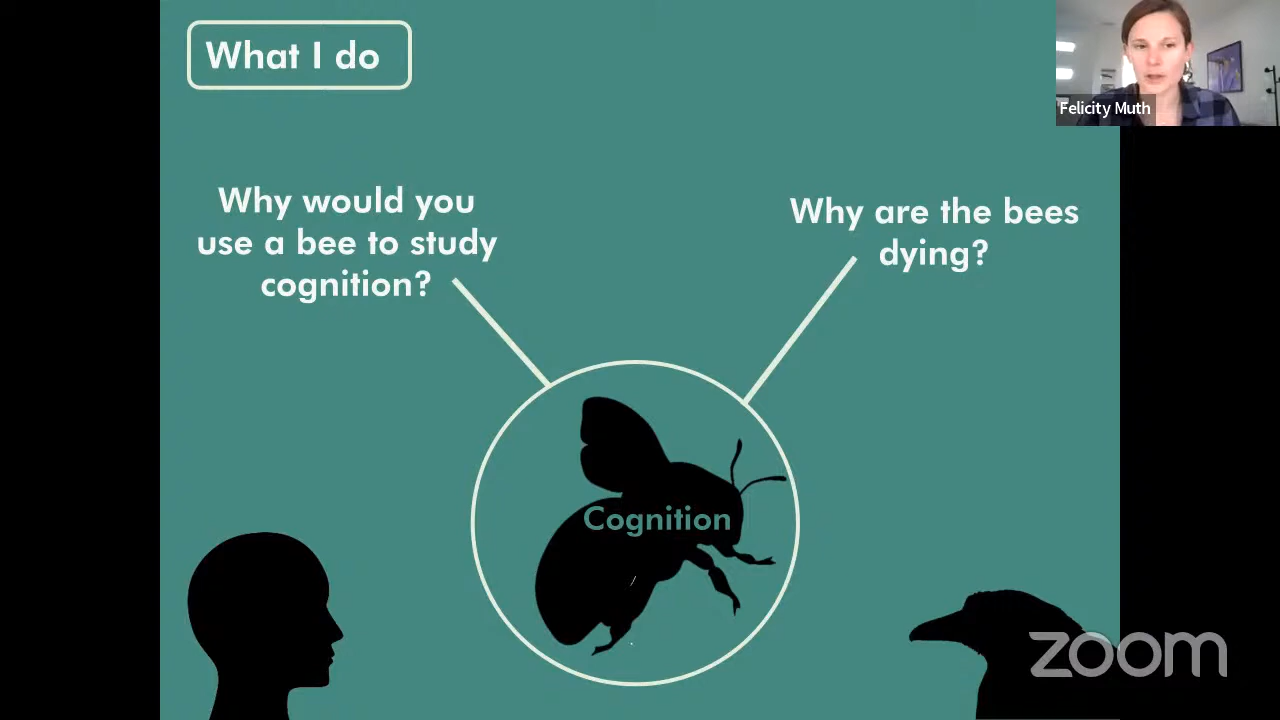 What I do
Felicity Muth
Why would you
use a bee to study
cognition?
Why are the bees
dying?
Cognition
zoom